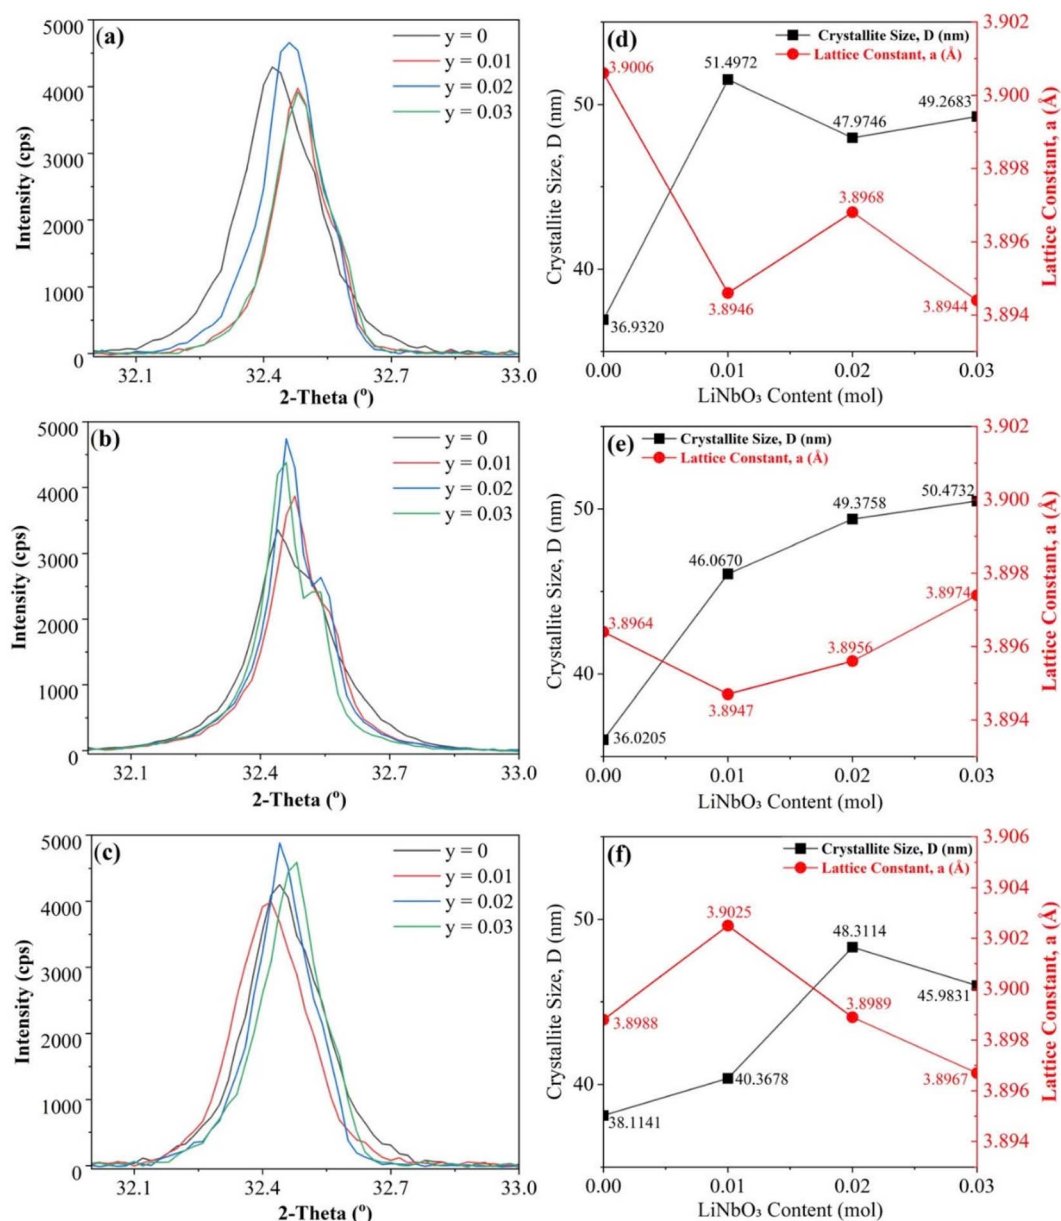 (a)
y = 0
y = 0.01
y = 0.02
y = 0.03
5000
4000
3000
2000
1000
0
Intensity (cps)
32.1
32.4
32.7
33.0
2-Theta (°)
(d)
Crystallite Size, D (nm)
Lattice Constant, a (Å)
3.9006
51.4972
47.9746
49.2683
3.8968
3.8946
3.8944
36.9320
50
40
Crystallite Size, D (nm)
3.902
3.900
3.898
3.896
3.894
Lattice Constant, a (Å)
0.00
0.01
0.02
0.03
LiNbO₃ Content (mol)
(b)
y = 0
y = 0.01
y = 0.02
y = 0.03
5000
4000
3000
2000
1000
0
Intensity (cps)
32.1
32.4
32.7
33.0
2-Theta (°)
(e)
Crystallite Size, D (nm)
Lattice Constant, a (Å)
49.3758
50.4732
46.0670
3.8974
3.8964
3.8956
3.8947
36.0205
50
40
Crystallite Size, D (nm)
3.902
3.900
3.898
3.896
3.894
Lattice Constant, a (Å)
0.00
0.01
0.02
0.03
LiNbO₃ Content (mol)
(c)
y = 0
y = 0.01
y = 0.02
y = 0.03
5000
4000
3000
2000
1000
0
Intensity (cps)
32.1
32.4
32.7
33.0
2-Theta (°)
(f)
Crystallite Size, D (nm)
Lattice Constant, a (Å)
3.9025
48.3114
45.9831
3.8989
3.8988
3.8967
40.3678
38.1141
50
40
Crystallite Size, D (nm)
3.906
3.904
3.902
3.900
3.898
3.896
3.894
Lattice Constant, a (Å)
0.00
0.01
0.02
0.03
LiNbO₃ Content (mol)